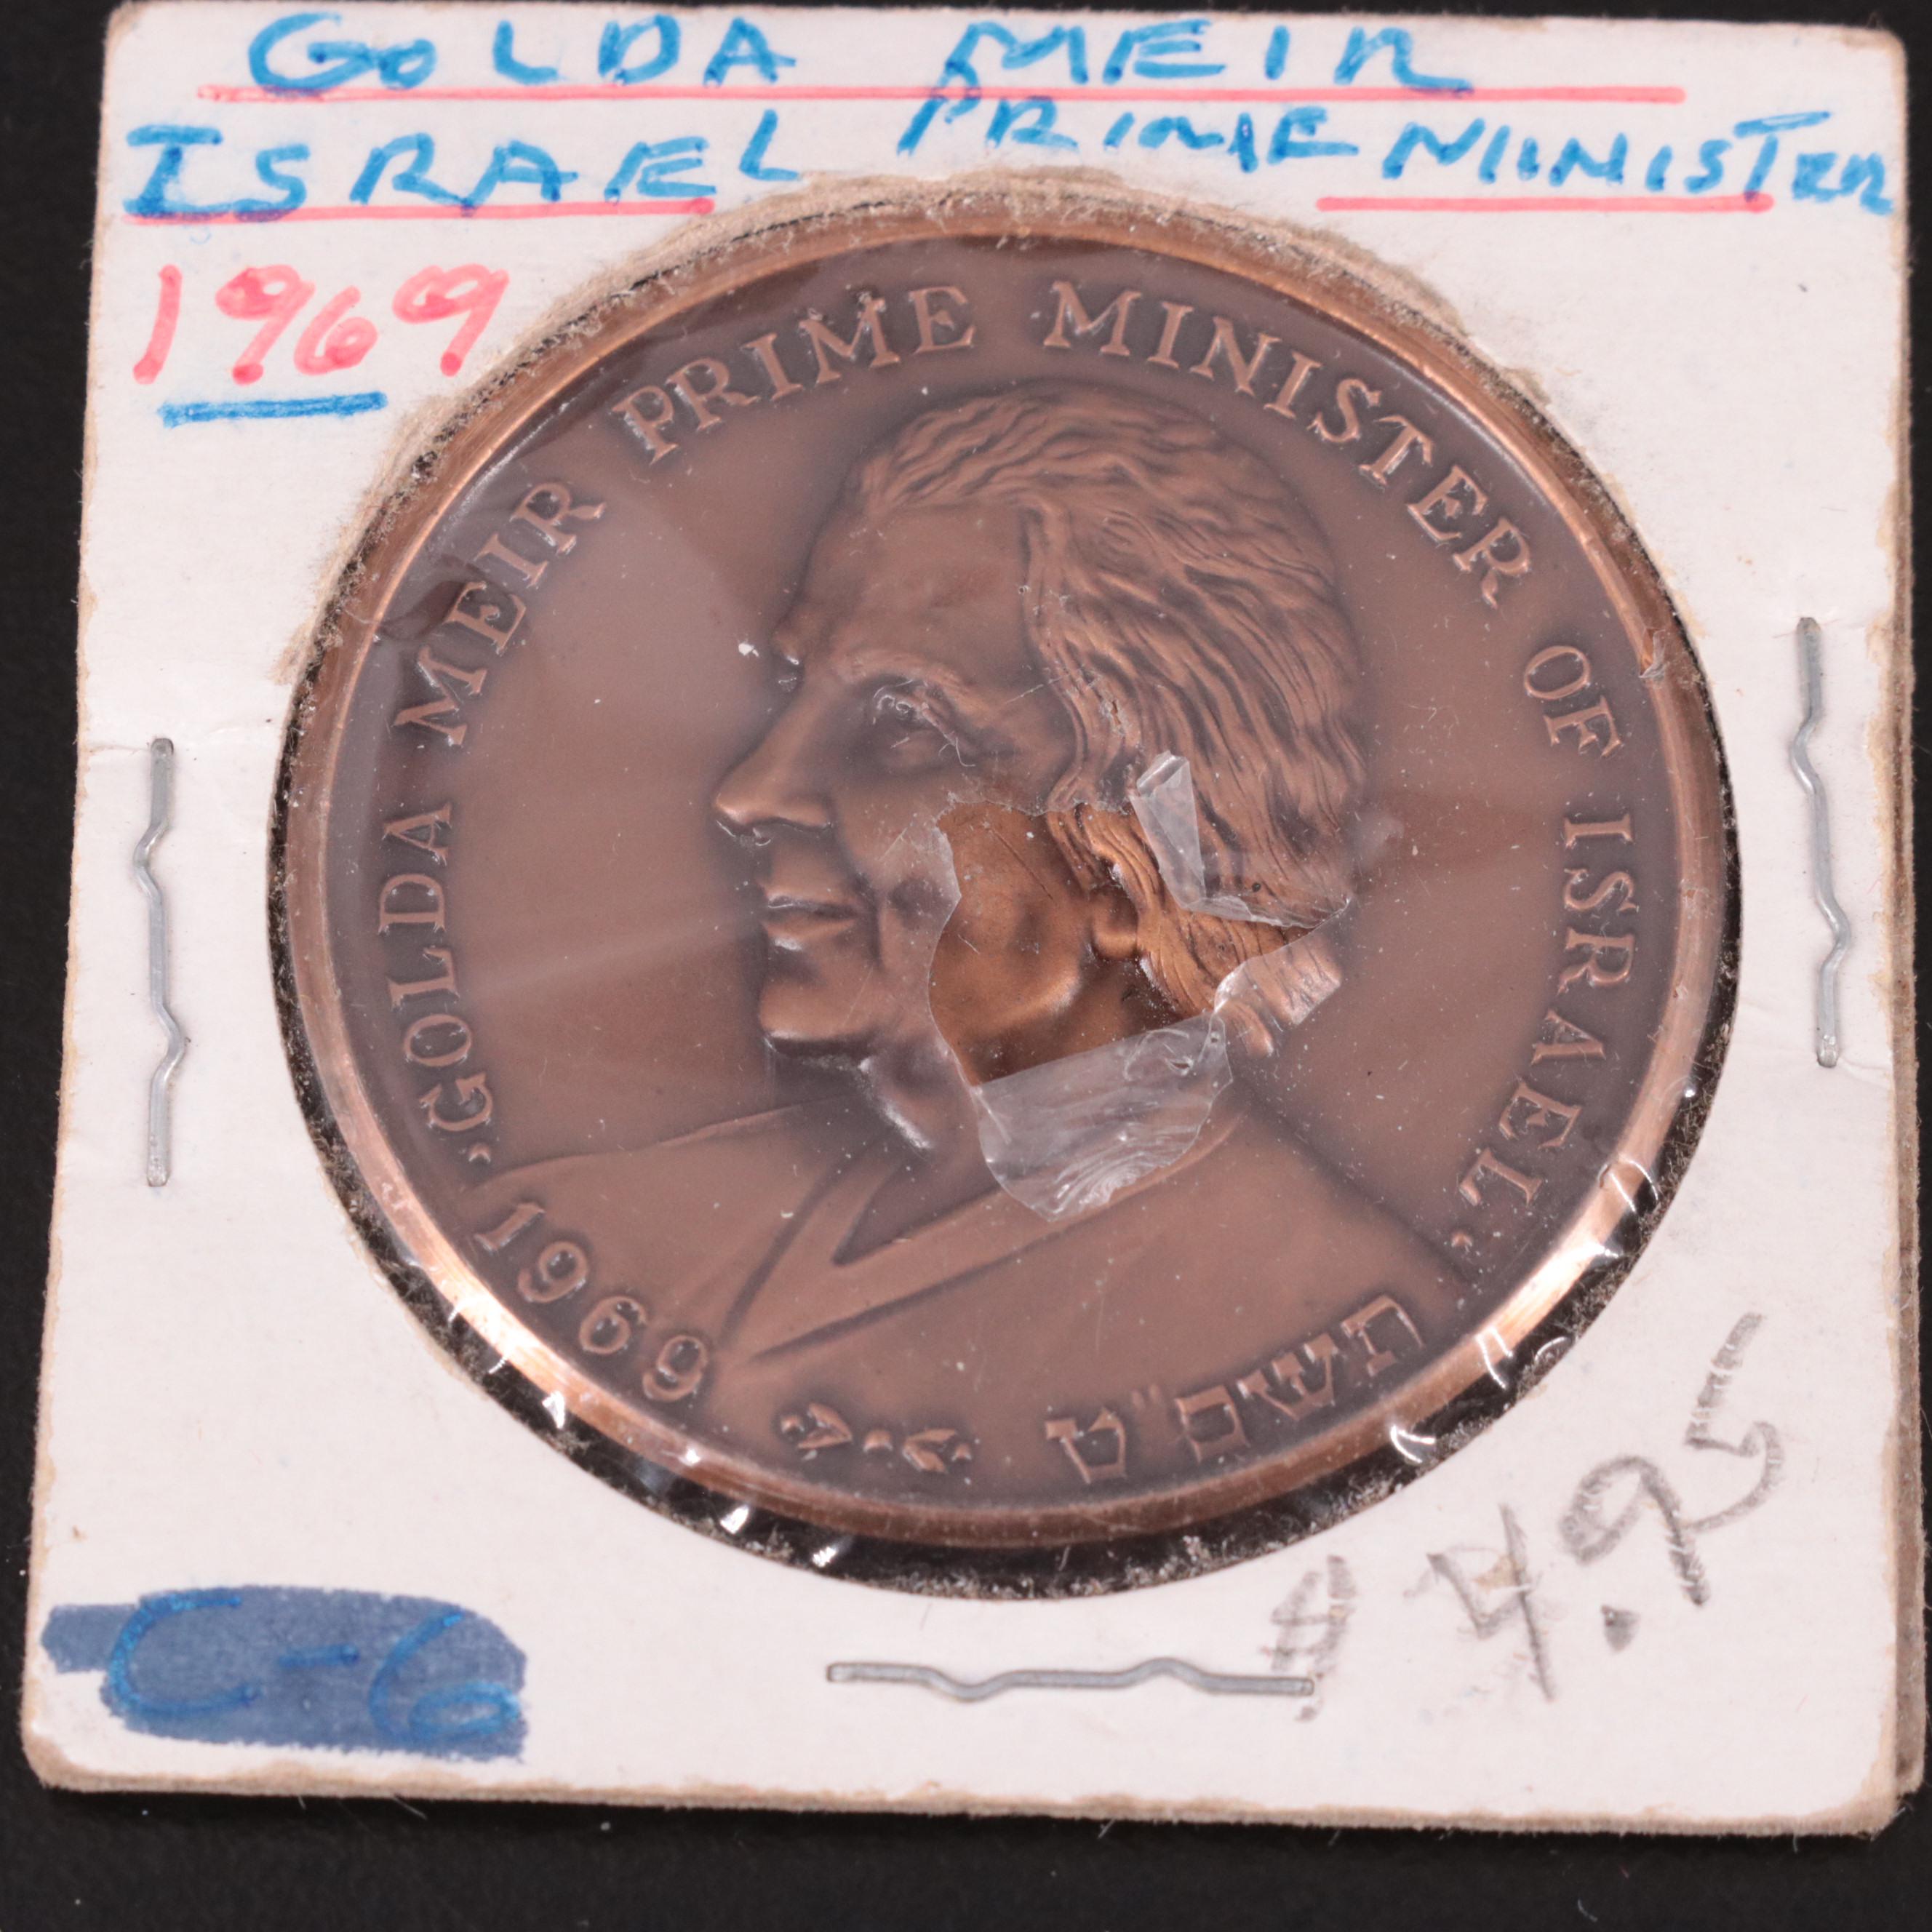 GOLDA MEIR
ISRAEL PRIME MINISTER
1969
·GOLDA MEIR PRIME MINISTER OF ISRAEL·
1969
תשכ"ט
C-6
$ 4.95